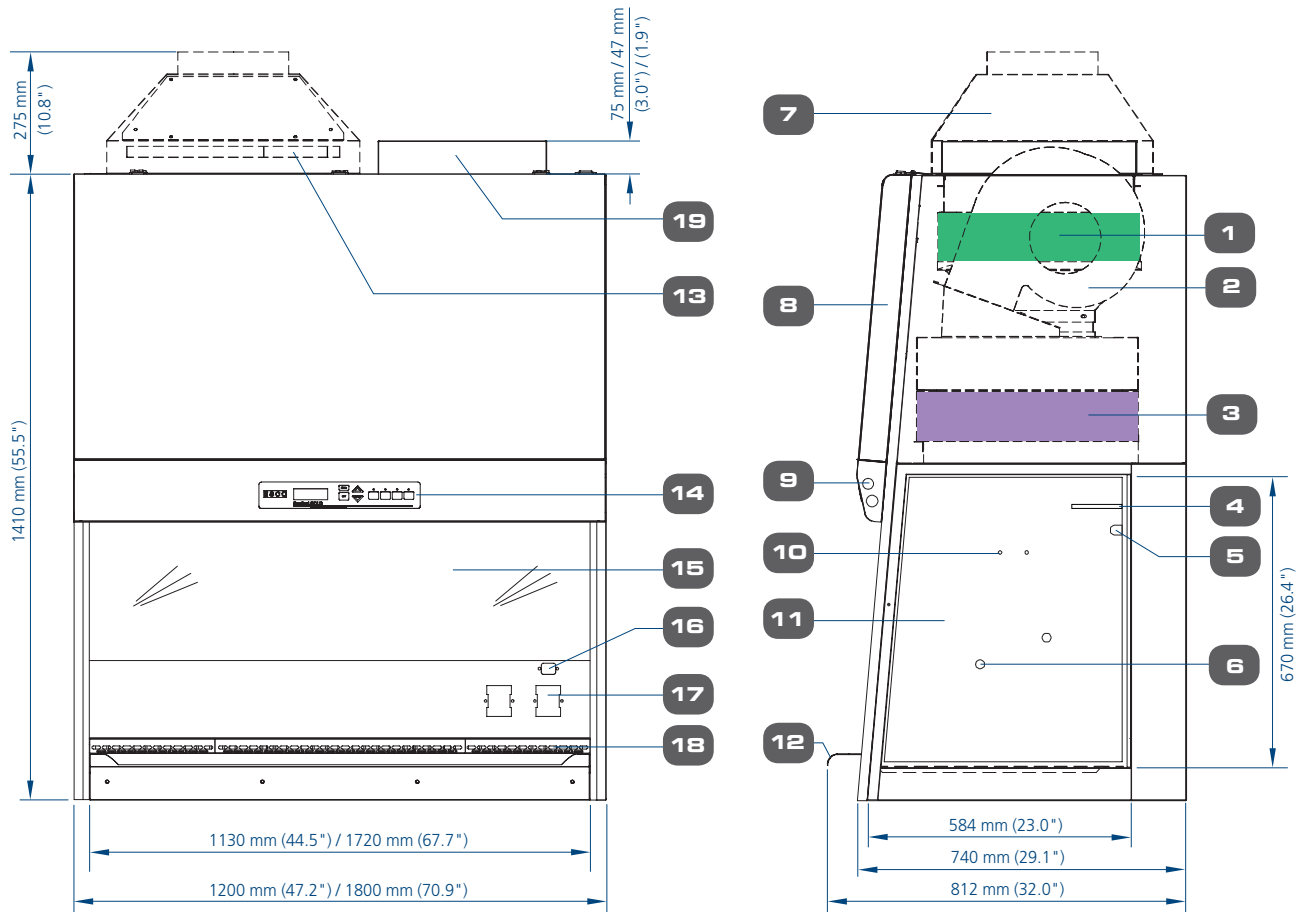 275 mm
(10.8")
75 mm / 47 mm
(3.0") / (1.9")
1410 mm (55.5")
19
13
14
15
16
17
18
1130 mm (44.5") / 1720 mm (67.7")
1200 mm (47.2") / 1800 mm (70.9")
7
8
9
10
11
12
1
2
3
4
5
6
670 mm (26.4")
584 mm (23.0")
740 mm (29.1")
812 mm (32.0")
ESCO